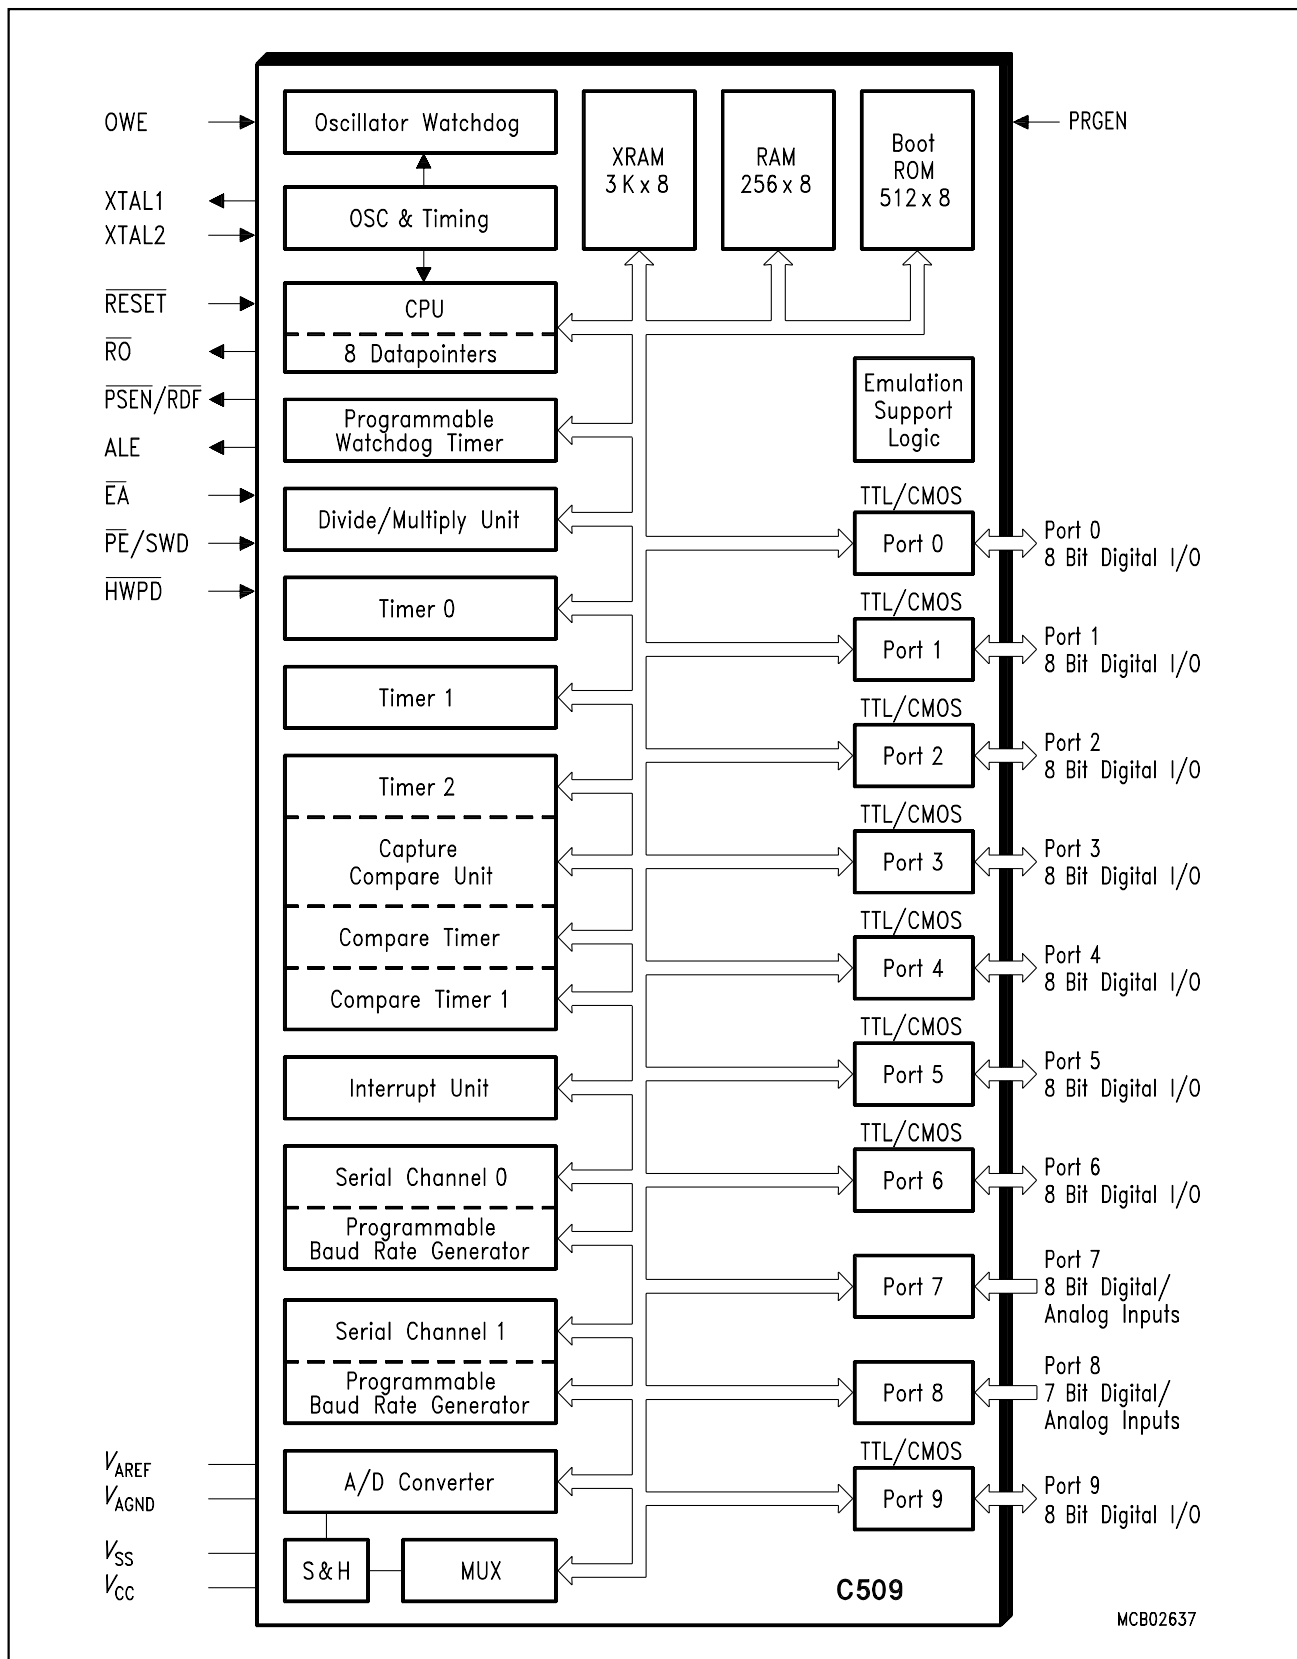 OWE
XTAL1
XTAL2
RESET
RO
PSEN/RDF
ALE
EA
PE/SWD
HWPD
VAREF
VAGND
VSS
VCC
Oscillator Watchdog
OSC & Timing
CPU
8 Datapointers
Programmable
Watchdog Timer
Divide/Multiply Unit
Timer 0
Timer 1
Timer 2
Capture
Compare Unit
Compare Timer
Compare Timer 1
Interrupt Unit
Serial Channel 0
Programmable
Baud Rate Generator
Serial Channel 1
Programmable
Baud Rate Generator
A/D Converter
S&H
MUX
XRAM
3K x 8
RAM
256 x 8
Boot
ROM
512 x 8
PRGEN
Emulation
Support
Logic
TTL/CMOS
Port 0
Port 0
8 Bit Digital I/O
TTL/CMOS
Port 1
Port 1
8 Bit Digital I/O
TTL/CMOS
Port 2
Port 2
8 Bit Digital I/O
TTL/CMOS
Port 3
Port 3
8 Bit Digital I/O
TTL/CMOS
Port 4
Port 4
8 Bit Digital I/O
TTL/CMOS
Port 5
Port 5
8 Bit Digital I/O
TTL/CMOS
Port 6
Port 6
8 Bit Digital I/O
Port 7
Port 7
8 Bit Digital/
Analog Inputs
Port 8
Port 8
7 Bit Digital/
Analog Inputs
TTL/CMOS
Port 9
Port 9
8 Bit Digital I/O
C509
MCB02637